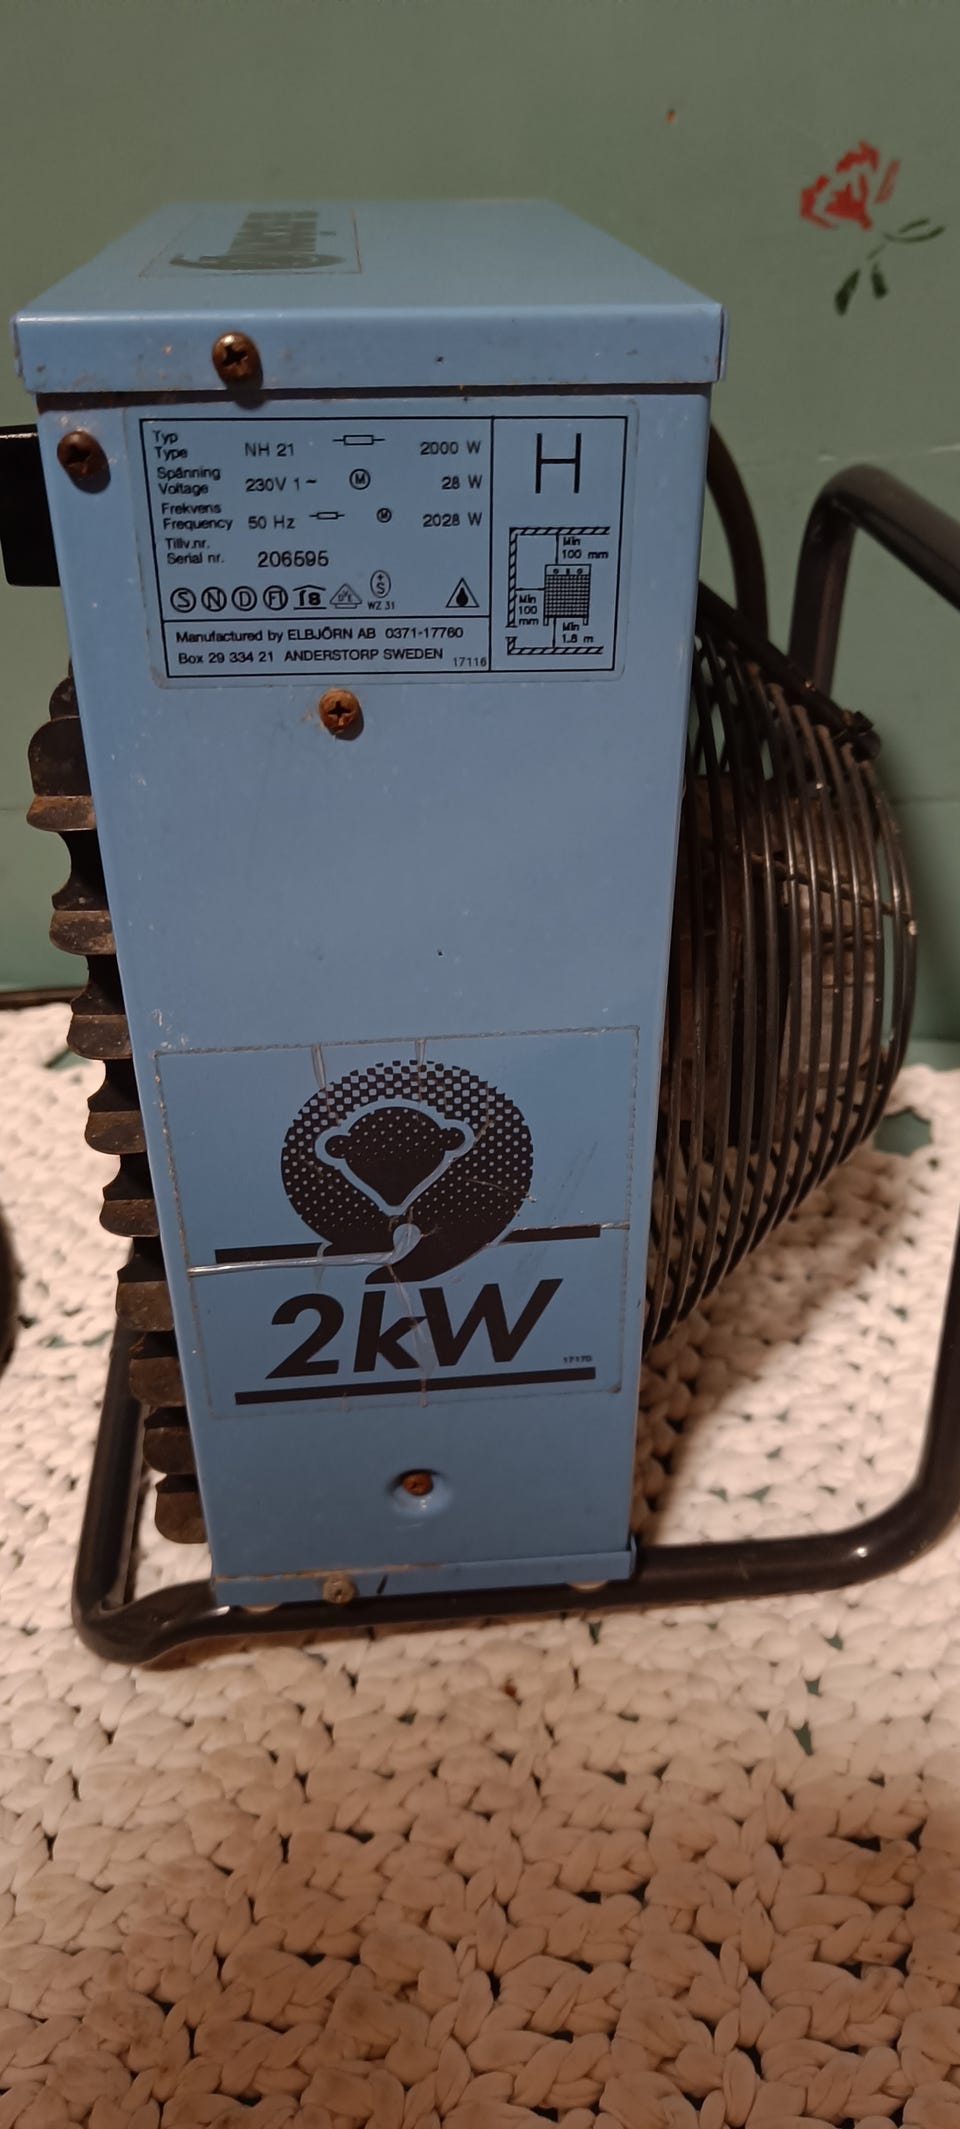 Typ
Type NH 21 2000 W
Spänning
Voltage 230V 1~ M 28 W
Frekvens
Frequency 50 Hz M 2028 W
Tillv.nr.
Serial nr. 206595
S N D FI
WZ 31
Manufactured by ELBJÖRN AB 0371-17760
Box 29 334 21 ANDERSTORP SWEDEN 17116
H
Min
100 mm
Min
100
mm
Min
1.8 m
2kW
17170